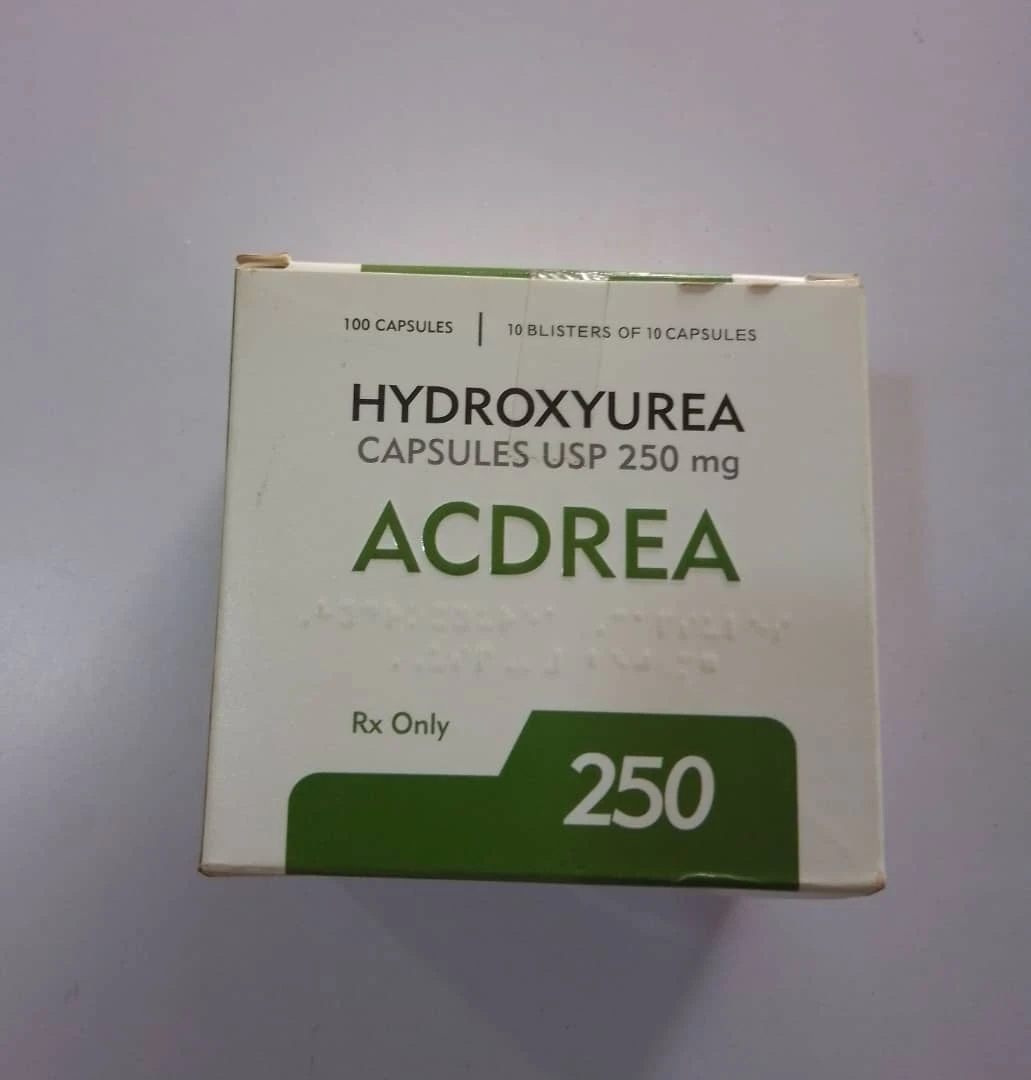 100 CAPSULES | 10 BLISTERS OF 10 CAPSULES
HYDROXYUREA
CAPSULES USP 250 mg
ACDREA
Rx Only
250